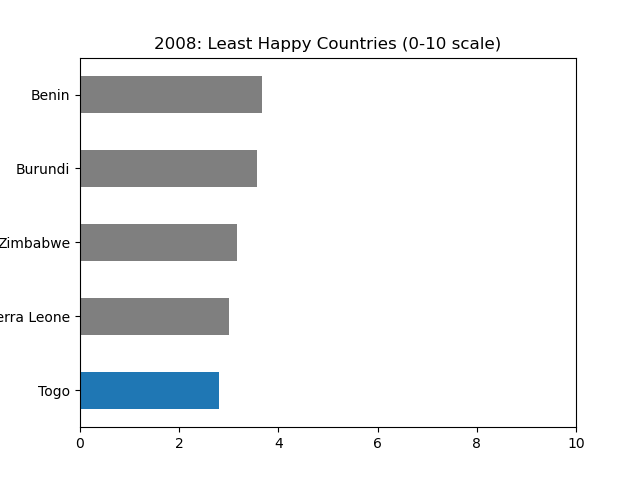 2008: Least Happy Countries (0-10 scale)
Benin
Burundi
Zimbabwe
erra Leone
Togo
0 2 4 6 8 10